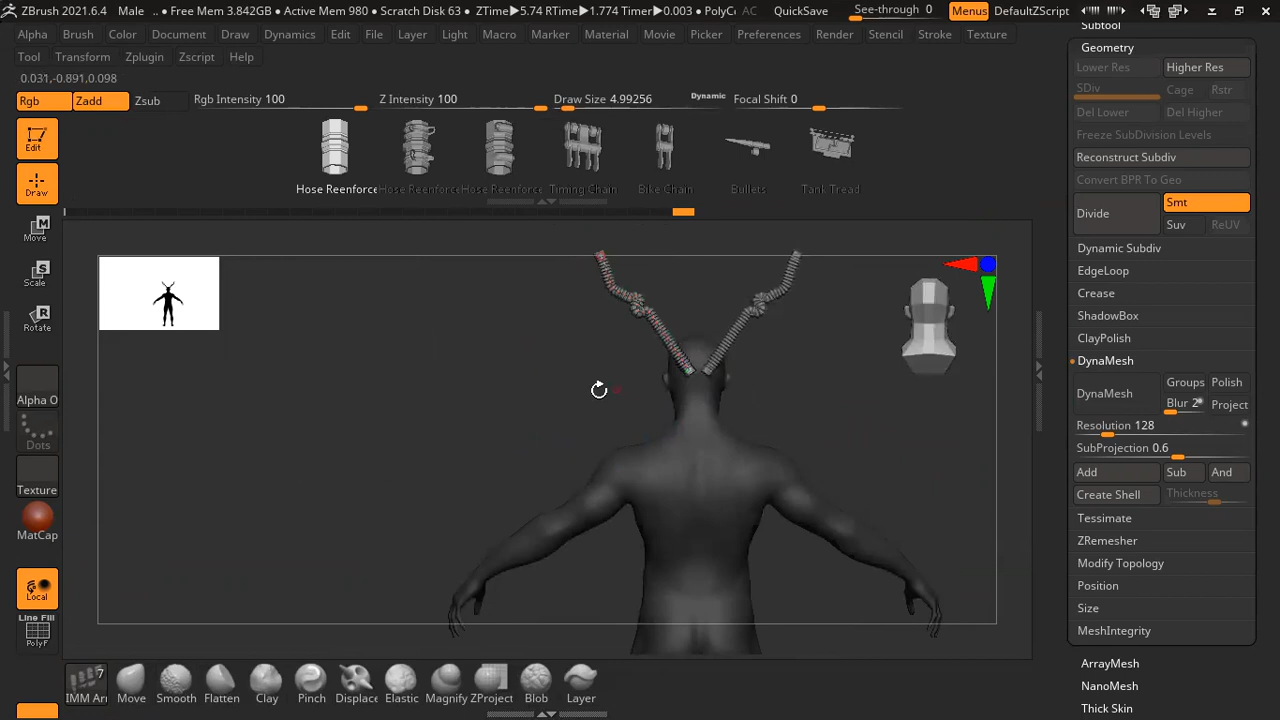 ZBrush 2021.6.4 Male .. • Free Mem 3.842GB • Active Mem 980 • Scratch Disk 63 • ZTime▶5.74 RTime▶1.774 Timer▶0.003 • PolyC AC QuickSave See-through 0 Menus DefaultZScript
Alpha Brush Color Document Draw Dynamics Edit File Layer Light Macro Marker Material Movie Picker Preferences Render Stencil Stroke Texture
Tool Transform Zplugin Zscript Help
0.031,-0.891,0.098
Rgb Zadd Zsub Rgb Intensity 100 Z Intensity 100 Draw Size 4.99256 Dynamic Focal Shift 0
Edit
Draw
Move
Scale
Rotate
Alpha O
Dots
Texture
MatCap
Local
Line Fill
PolyF
Hose Reenforce Hose Reenforce Hose Reenforce Timing Chain Bike Chain Bullets Tank Tread
7
IMM Arr Move Smooth Flatten Clay Pinch Displace Elastic Magnify ZProject Blob Layer
Subtool
Geometry
Lower Res Higher Res
SDiv Cage Rstr
Del Lower Del Higher
Freeze SubDivision Levels
Reconstruct Subdiv
Convert BPR To Geo
Divide Smt
Suv ReUV
Dynamic Subdiv
EdgeLoop
Crease
ShadowBox
ClayPolish
DynaMesh
DynaMesh Groups Polish
Blur 2 Project
Resolution 128
SubProjection 0.6
Add Sub And
Create Shell Thickness
Tessimate
ZRemesher
Modify Topology
Position
Size
MeshIntegrity
ArrayMesh
NanoMesh
Thick Skin